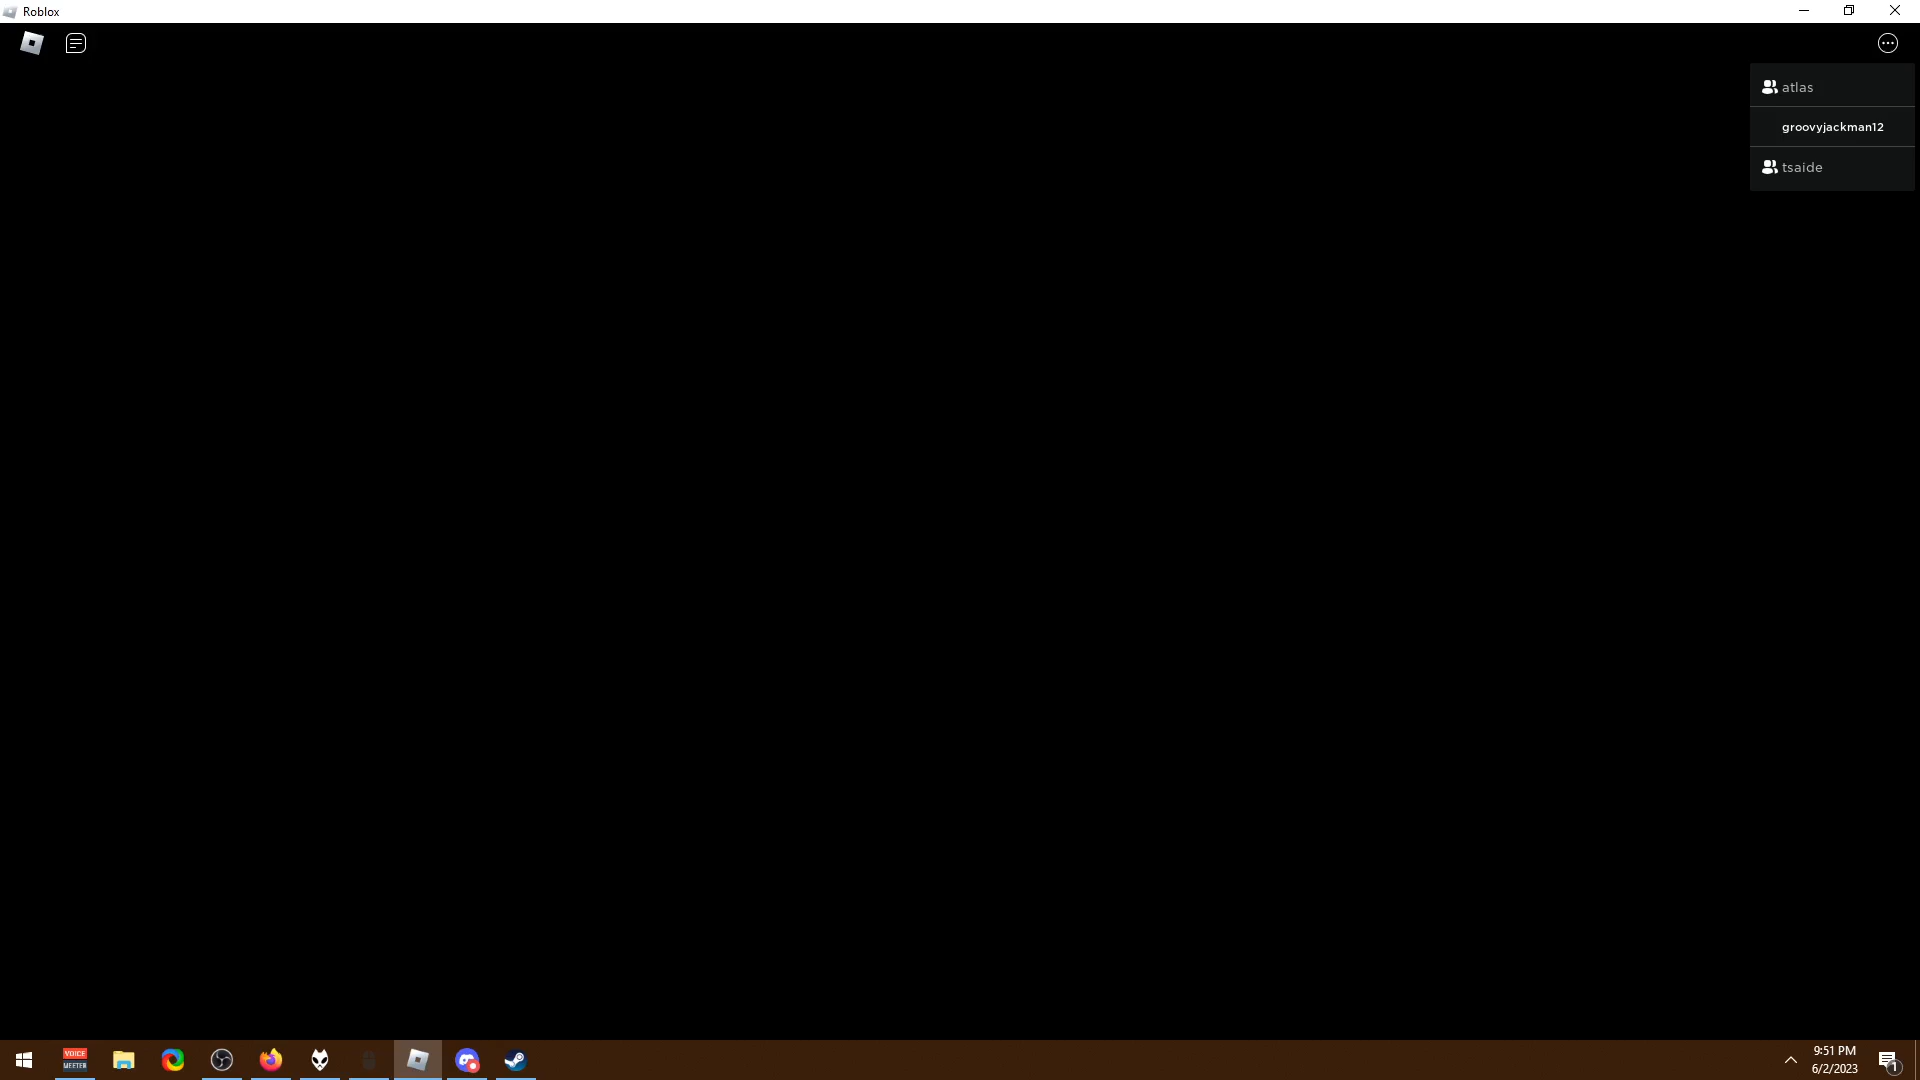 Roblox
atlas
groovyjackman12
tsaide
VOICE
MEETER
9:51 PM
6/2/2023
1